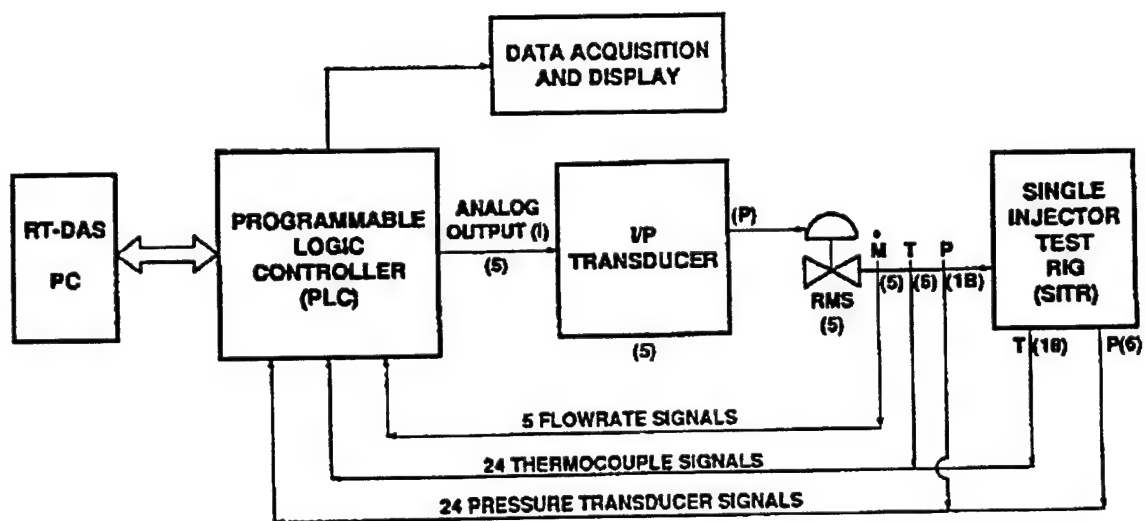 DATA ACQUISITION
AND DISPLAY
RT-DAS
PC
PROGRAMMABLE
LOGIC
CONTROLLER
(PLC)
ANALOG
OUTPUT (I)
(5)
I/P
TRANSDUCER
(5)
(P)
RMS
(5)
Ṁ T P
(5) (6) (18)
SINGLE
INJECTOR
TEST
RIG
(SITR)
T (18) P(6)
5 FLOWRATE SIGNALS
24 THERMOCOUPLE SIGNALS
24 PRESSURE TRANSDUCER SIGNALS